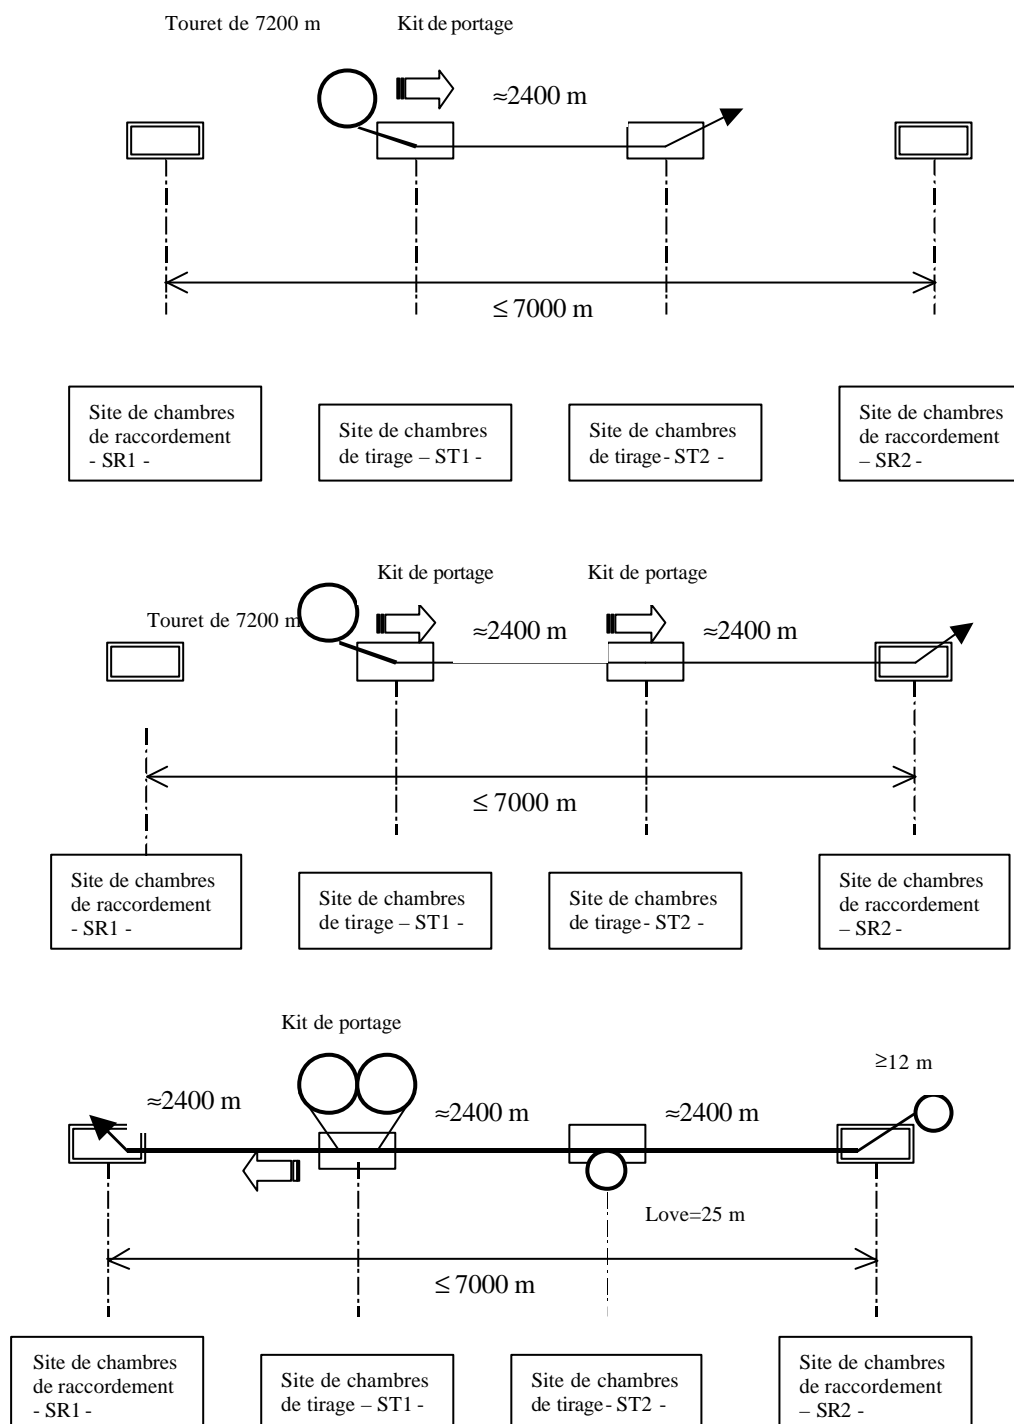 Touret de 7200 m Kit de portage
≈2400 m
≤ 7000 m
Site de chambres
de raccordement
- SR1 -
Site de chambres
de tirage – ST1 -
Site de chambres
de tirage- ST2 -
Site de chambres
de raccordement
– SR2 -
Kit de portage Kit de portage
Touret de 7200 m
≈2400 m ≈2400 m
≤ 7000 m
Site de chambres
de raccordement
- SR1 -
Site de chambres
de tirage – ST1 -
Site de chambres
de tirage- ST2 -
Site de chambres
de raccordement
– SR2 -
Kit de portage
≥12 m
≈2400 m ≈2400 m ≈2400 m
Love=25 m
≤ 7000 m
Site de chambres
de raccordement
- SR1 -
Site de chambres
de tirage – ST1 -
Site de chambres
de tirage- ST2 -
Site de chambres
de raccordement
– SR2 -